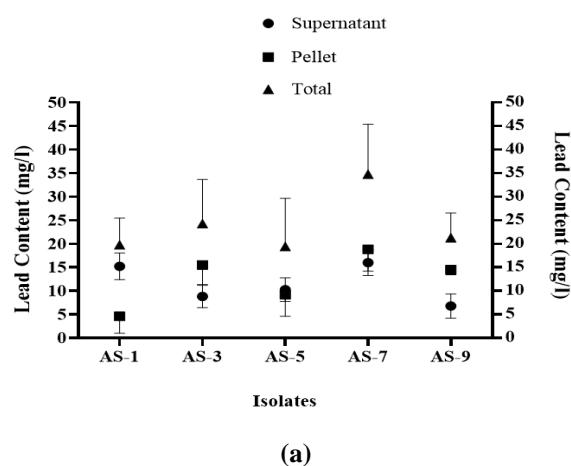 Supernatant
Pellet
Total
50
45
40
35
30
25
20
15
10
5
0
Lead Content (mg/l)
50
45
40
35
30
25
20
15
10
5
0
Lead Content (mg/l)
AS-1 AS-3 AS-5 AS-7 AS-9
Isolates
(a)